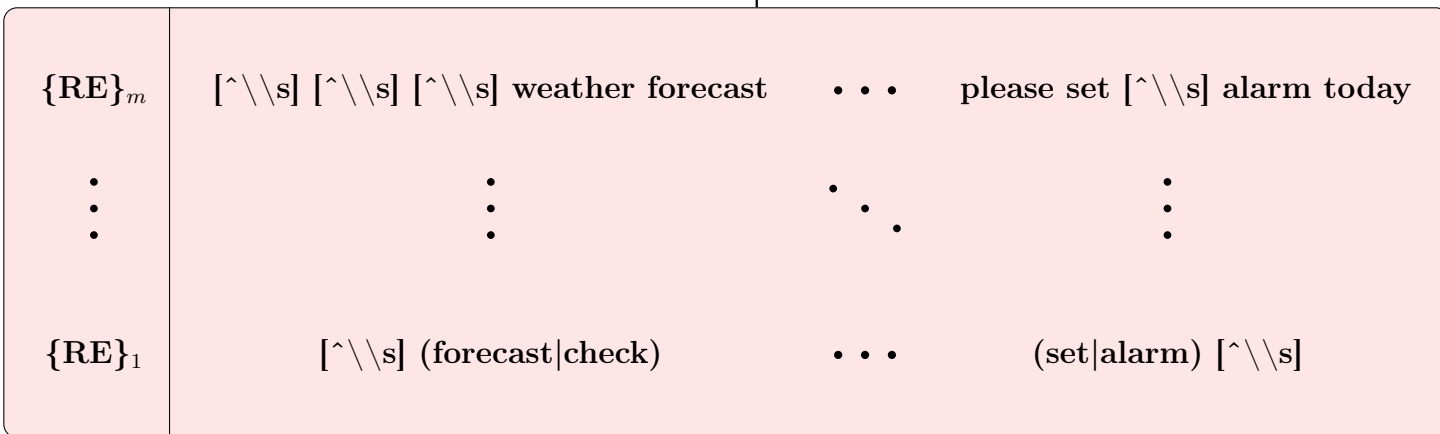 {RE}m [^\\s] [^\\s] [^\\s] weather forecast ··· please set [^\\s] alarm today
⋮ ⋮ ⋱ ⋮
{RE}1 [^\\s] (forecast|check) ··· (set|alarm) [^\\s]